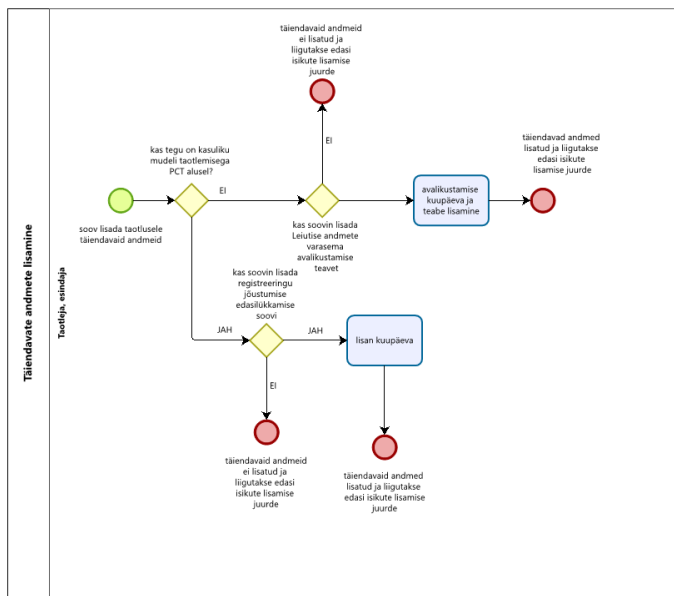 Täiendavate andmete lisamine
Taotleja, esindaja
täiendavaid andmeid
ei lisatud ja
liigutakse edasi
isikute lisamise
juurde
EI
kas tegu on kasuliku
mudeli taotlemisega
PCT alusel?
EI
soov lisada taotlusele
täiendavaid andmeid
kas soovin lisada
Leiutise andmete
varasema
avalikustamise
teavet
avalikustamise
kuupäeva ja
teabe lisamine
täiendavad andmed
lisatud ja liigutakse
edasi isikute
lisamise juurde
JAH
kas soovin lisada
registreeringu
jõustumise
edasilükkamise
soovi
JAH
lisan kuupäeva
EI
täiendavaid andmeid
ei lisatud ja
liigutakse edasi
isikute lisamise
juurde
täiendavaid andmed
lisatud ja liigutakse
edasi isikute lisamise
juurde